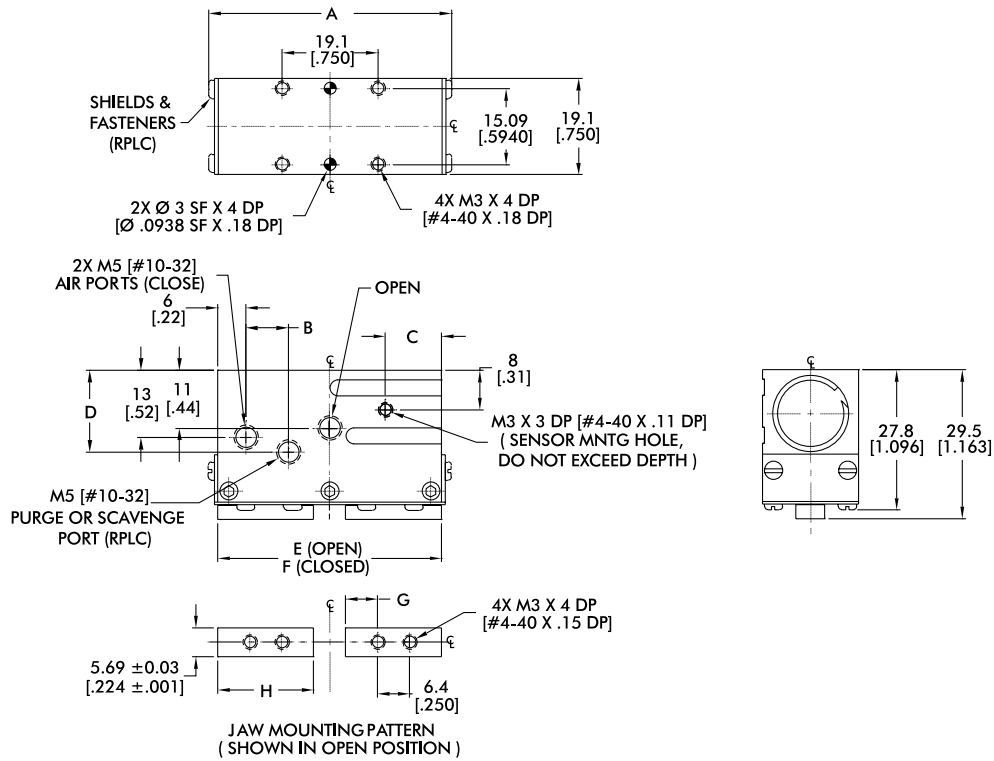 A
19.1
[.750]
SHIELDS &
FASTENERS
(RPLC)
15.09
[.5940]
19.1
[.750]
℄
℄
2X Ø 3 SF X 4 DP
[Ø .0938 SF X .18 DP]
4X M3 X 4 DP
[#4-40 X .18 DP]
2X M5 [#10-32]
AIR PORTS (CLOSE)
6
[.22]
B
OPEN
C
℄
8
[.31]
D
13
[.52]
11
[.44]
M3 X 3 DP [#4-40 X .11 DP]
( SENSOR MNTG HOLE,
DO NOT EXCEED DEPTH )
M5 [#10-32]
PURGE OR SCAVENGE
PORT (RPLC)
E (OPEN)
F (CLOSED)
℄
27.8
[1.096]
29.5
[1.163]
℄
G
4X M3 X 4 DP
[#4-40 X .15 DP]
℄
5.69 ±0.03
[.224 ±.001]
H
6.4
[.250]
JAW MOUNTING PATTERN
( SHOWN IN OPEN POSITION )